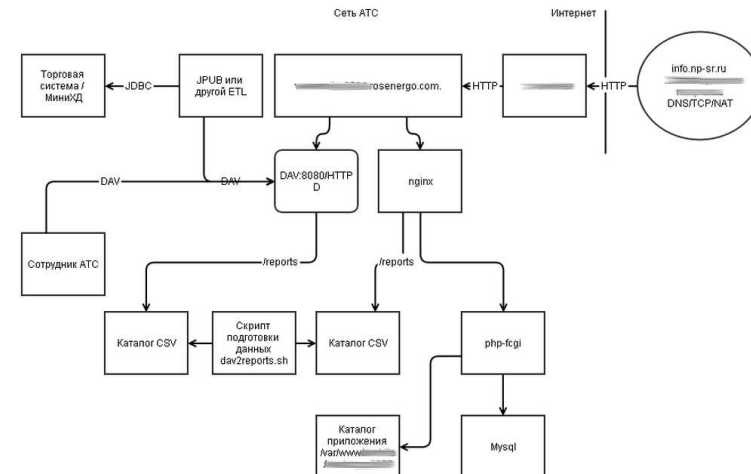 Сеть АТС
Интернет
Торговая
система /
МиниХД
JDBC
JPUB или
другой ETL
rosenergo.com.
HTTP
HTTP
info.np-sr.ru
DNS/TCP/NAT
DAV
DAV
DAV:8080/HTTP
D
nginx
Сотрудник АТС
/reports
/reports
Каталог CSV
Скрипт
подготовки
данных
dav2reports.sh
Каталог CSV
php-fcgi
Каталог
приложения
/var/www/
Mysql